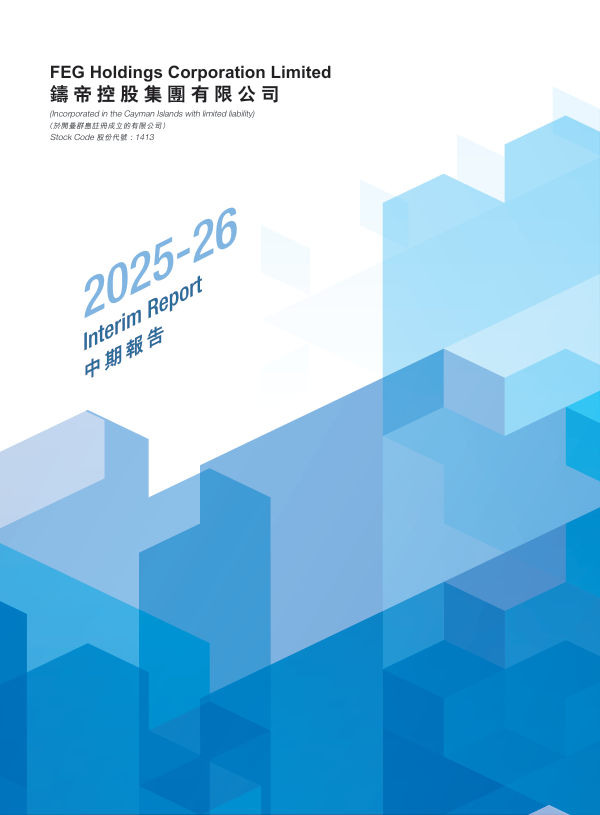 FEG Holdings Corporation Limited
鑄帝控股集團有限公司
(Incorporated in the Cayman Islands with limited liability)
(於開曼群島註冊成立的有限公司)
Stock Code 股份代號：1413
2025-26
Interim Report
中期報告